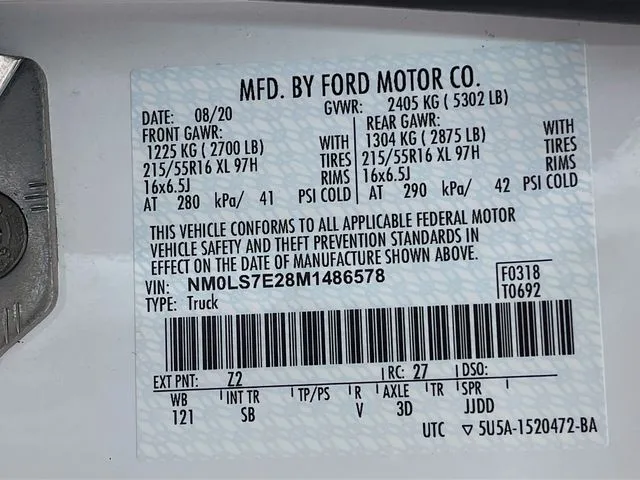 MFD. BY FORD MOTOR CO.
DATE: 08/20 GVWR: 2405 KG ( 5302 LB)
FRONT GAWR: REAR GAWR:
1225 KG ( 2700 LB) WITH 1304 KG ( 2875 LB) WITH
215/55R16 XL 97H TIRES 215/55R16 XL 97H TIRES
16x6.5J RIMS 16x6.5J RIMS
AT 280 kPa/ 41 PSI COLD AT 290 kPa/ 42 PSI COLD
THIS VEHICLE CONFORMS TO ALL APPLICABLE FEDERAL MOTOR
VEHICLE SAFETY AND THEFT PREVENTION STANDARDS IN
EFFECT ON THE DATE OF MANUFACTURE SHOWN ABOVE.
VIN: NM0LS7E28M1486578 F0318
TYPE: Truck T0692
EXT PNT: Z2 RC: 27 DSO:
WB INT TR TP/PS R AXLE TR SPR
121 SB V 3D JJDD
UTC ▽ 5U5A-1520472-BA